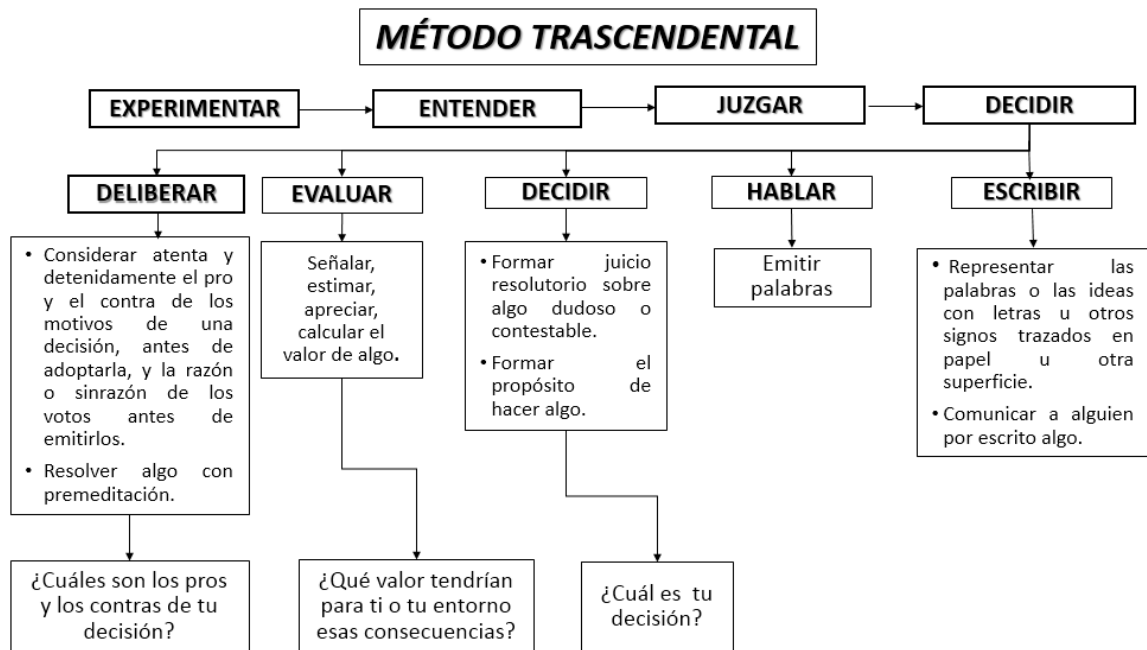 MÉTODO TRASCENDENTAL
EXPERIMENTAR
ENTENDER
JUZGAR
DECIDIR
DELIBERAR
EVALUAR
DECIDIR
HABLAR
ESCRIBIR
• Considerar atenta y
detenidamente el pro
y el contra de los
motivos de una
decisión, antes de
adoptarla, y la razón
o sinrazón de los
votos antes de
emitirlos.
• Resolver algo con
premeditación.
Señalar,
estimar,
apreciar,
calcular el
valor de algo.
• Formar juicio
resolutorio sobre
algo dudoso o
contestable.
• Formar el
propósito de
hacer algo.
Emitir
palabras
• Representar las
palabras o las ideas
con letras u otros
signos trazados en
papel u otra
superficie.
• Comunicar a alguien
por escrito algo.
¿Cuáles son los pros
y los contras de tu
decisión?
¿Qué valor tendrían
para ti o tu entorno
esas consecuencias?
¿Cuál es tu
decisión?